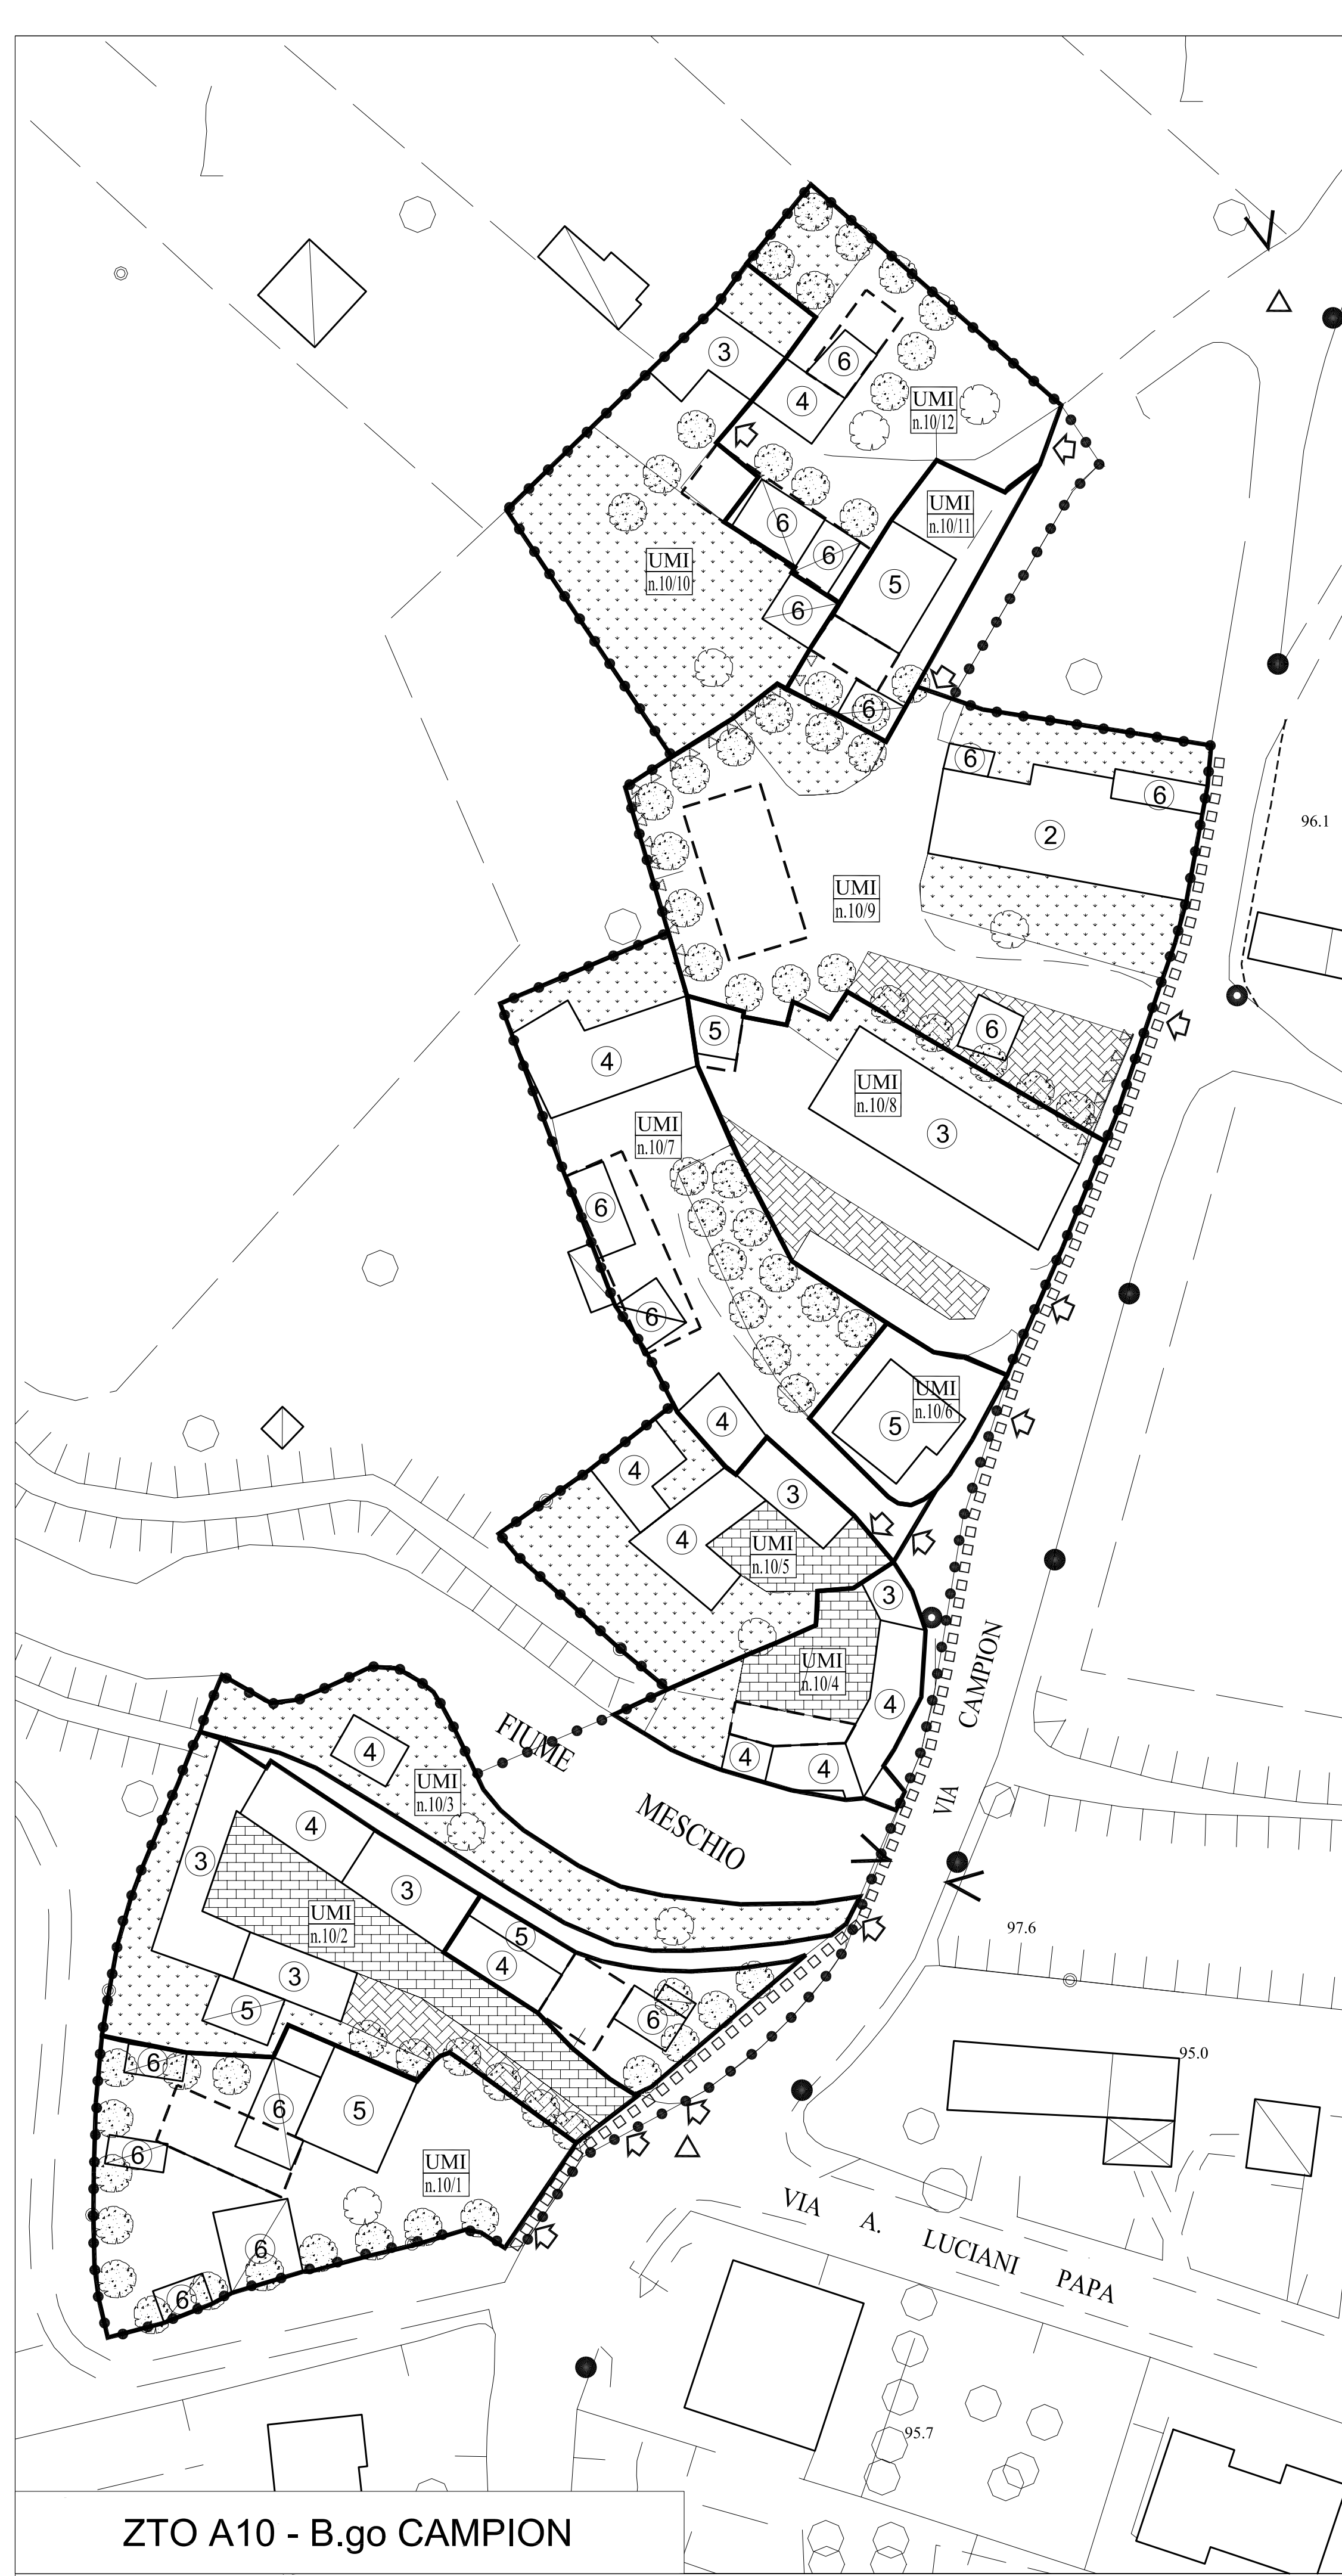 3
6
4
UMI
n.10/12
UMI
n.10/11
6
6
5
UMI
n.10/10
6
6
6
6
2
96.1
UMI
n.10/9
6
5
4
UMI
n.10/8
UMI
n.10/7
3
6
6
UMI
n.10/6
4
5
4
3
4
UMI
n.10/5
3
UMI
n.10/4
4
VIA CAMPION
FIUME MESCHIO
4
4
4
UMI
n.10/3
4
3
3
UMI
n.10/2
5
4
97.6
3
5
6
95.0
6
6
5
6
UMI
n.10/1
VIA A. LUCIANI PAPA
6
6
95.7
ZTO A10 - B.go CAMPION